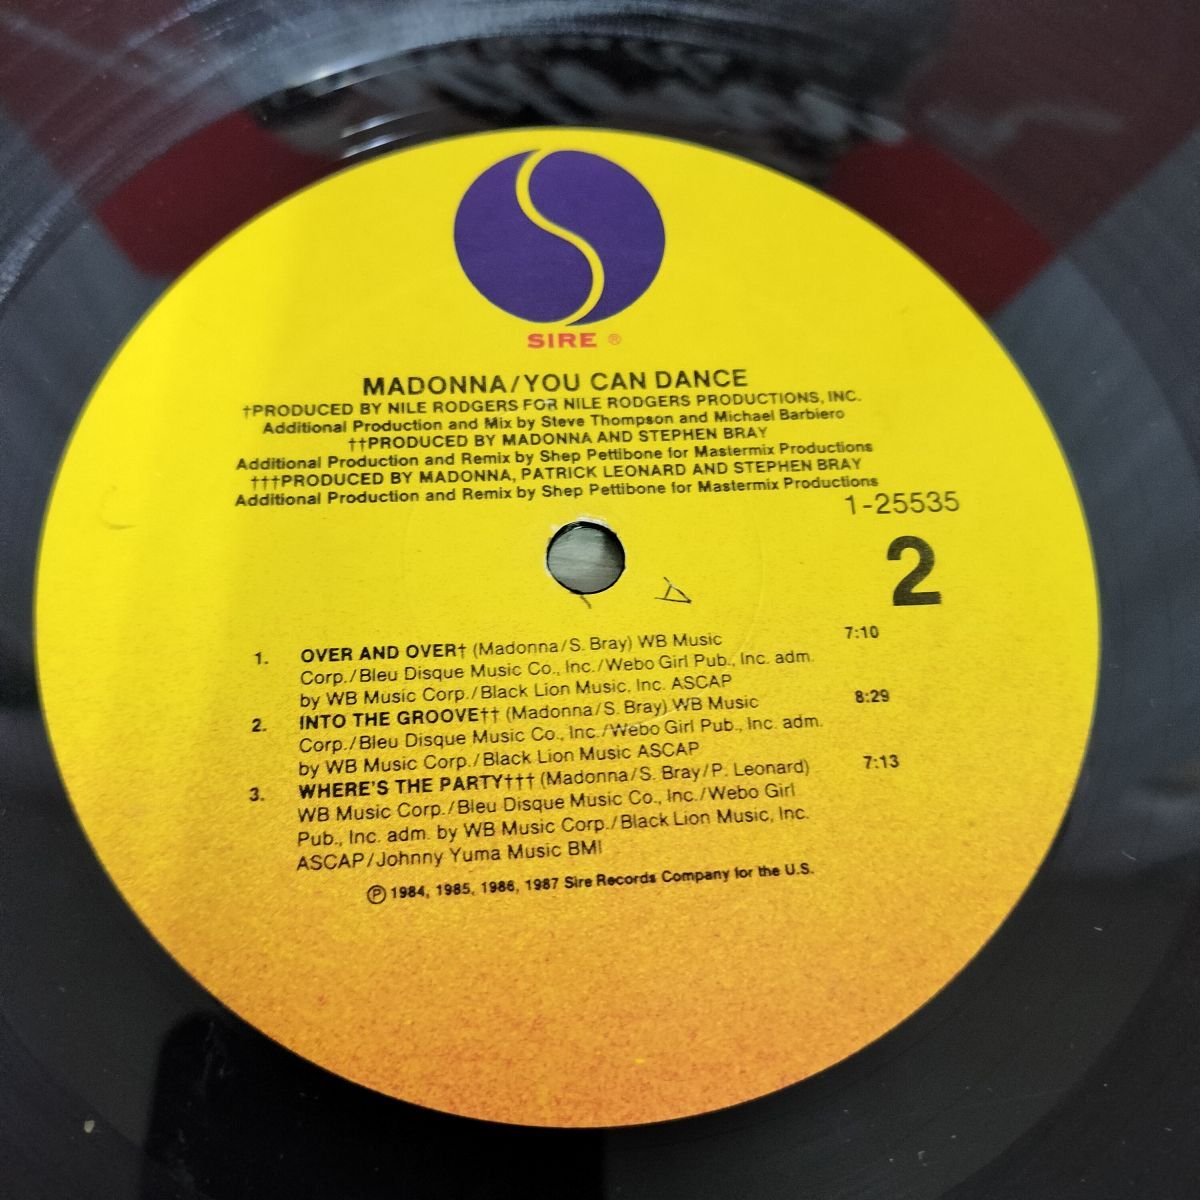 SIRE ®
MADONNA/YOU CAN DANCE
†PRODUCED BY NILE RODGERS FOR NILE RODGERS PRODUCTIONS, INC.
Additional Production and Mix by Steve Thompson and Michael Barbiero
††PRODUCED BY MADONNA AND STEPHEN BRAY
Additional Production and Remix by Shep Pettibone for Mastermix Productions
†††PRODUCED BY MADONNA, PATRICK LEONARD AND STEPHEN BRAY
Additional Production and Remix by Shep Pettibone for Mastermix Productions
1-25535
2
1. OVER AND OVER† (Madonna/S. Bray) WB Music 7:10
Corp./Bleu Disque Music Co., Inc./Webo Girl Pub., Inc. adm.
by WB Music Corp./Black Lion Music, Inc. ASCAP
2. INTO THE GROOVE†† (Madonna/S. Bray) WB Music 8:29
Corp./Bleu Disque Music Co., Inc./Webo Girl Pub., Inc. adm.
by WB Music Corp./Black Lion Music ASCAP
3. WHERE'S THE PARTY††† (Madonna/S. Bray/P. Leonard) 7:13
WB Music Corp./Bleu Disque Music Co., Inc./Webo Girl
Pub., Inc. adm. by WB Music Corp./Black Lion Music, Inc.
ASCAP/Johnny Yuma Music BMI
℗ 1984, 1985, 1986, 1987 Sire Records Company for the U.S.